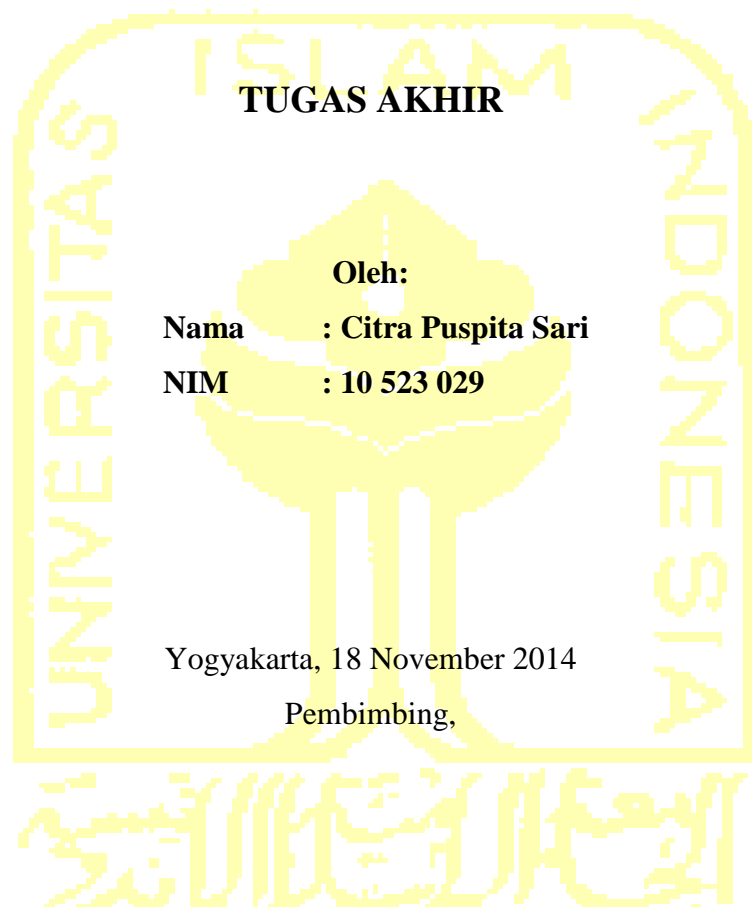 ISLAM
UNIVERSITAS
INDONESIA
TUGAS AKHIR
Oleh:
Nama : Citra Puspita Sari
NIM : 10 523 029
Yogyakarta, 18 November 2014
Pembimbing,